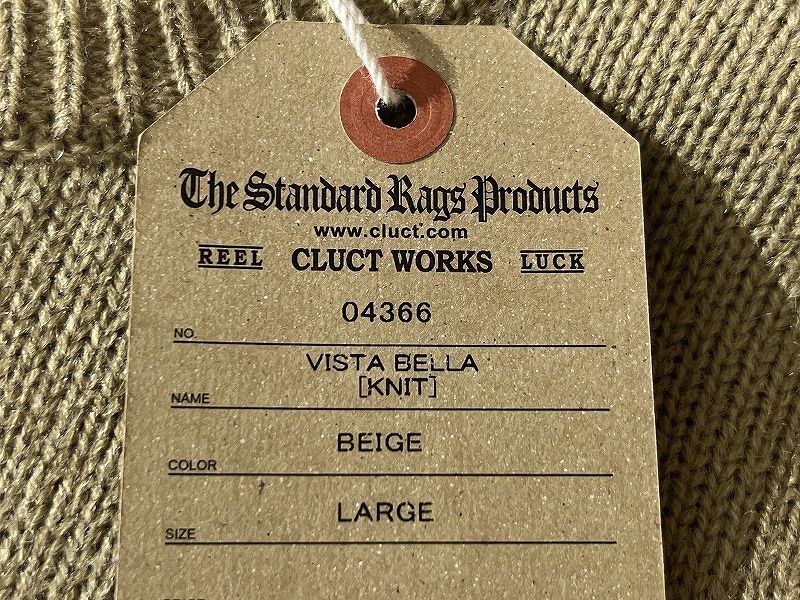 The Standard Rags Products
www.cluct.com
REEL CLUCT WORKS LUCK
04366
NO.
VISTA BELLA
[KNIT]
NAME
BEIGE
COLOR
LARGE
SIZE